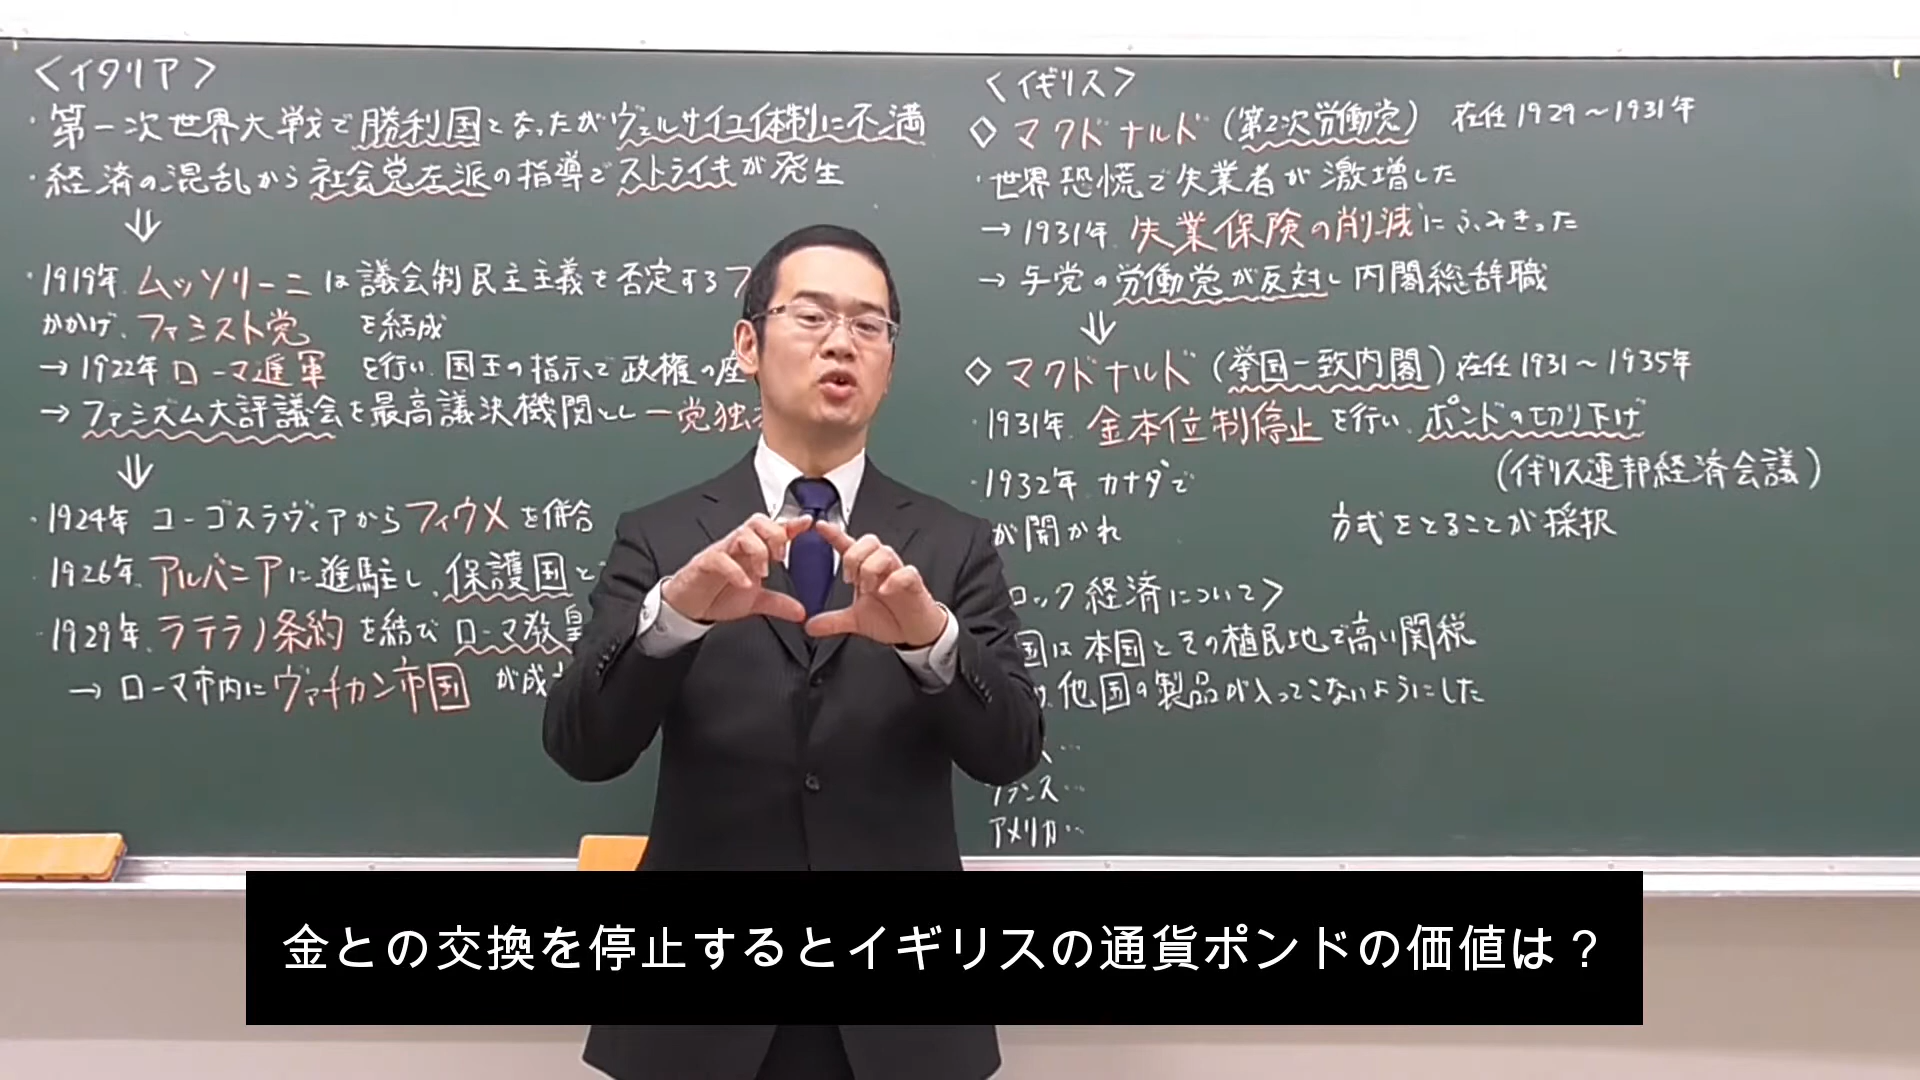 ＜イタリア＞
・第一次世界大戦で勝利国となったがヴェルサイユ体制に不満
・経済の混乱から社会党左派の指導でストライキが発生
⇓
・1919年、ムッソリーニは議会制民主主義を否定するフ
かかげ、ファシスト党 を結成
→1922年 ローマ進軍 を行い、国王の指示で政権の座
→ファシズム大評議会を最高議決機関とし一党独
⇓
・1924年 ユーゴスラヴィアからフィウメを併合
・1926年、アルバニアに進駐し、保護国と
・1929年、ラテラノ条約を結び ローマ教皇
→ローマ市内にヴァチカン市国 が成
＜イギリス＞
◇マクドナルド(第2次労働党) 在任1929～1931年
・世界恐慌で失業者が激増した
→1931年、失業保険の削減にふみきった
→与党の労働党が反対し内閣総辞職
⇓
◇マクドナルド(挙国一致内閣)在任1931～1935年
・1931年、金本位制停止を行い、ポンドの切り下げ
・1932年、カナダで (イギリス連邦経済会議)
が開かれ 方式をとることが採択
ロック経済について＞
国は本国とその植民地で高い関税
他国の製品が入ってこないようにした
ス…
フランス…
アメリカ…
金との交換を停止するとイギリスの通貨ポンドの価値は？